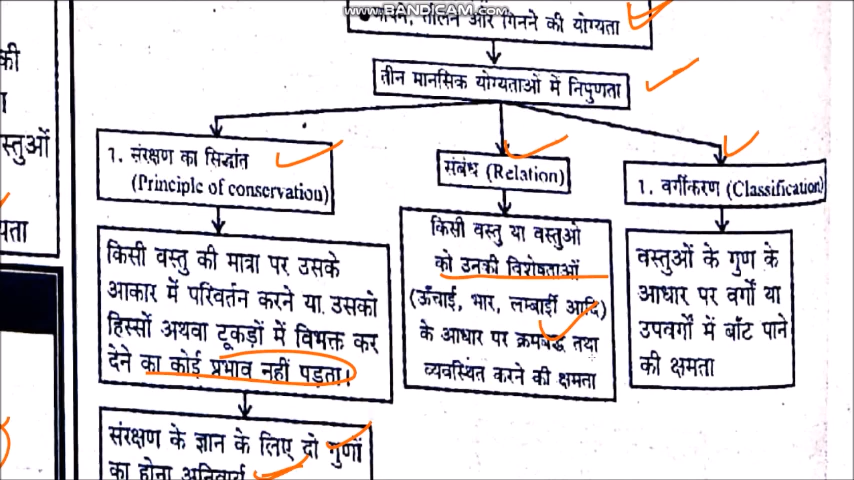 WWW.BANDICAM.COM
नापने, तौलने और गिनने की योग्यता
तीन मानसिक योग्यताओं में निपुणता
1. संरक्षण का सिद्धांत
(Principle of conservation)
किसी वस्तु की मात्रा पर उसके
आकार में परिवर्तन करने या उसको
हिस्सों अथवा टूकड़ों में विभक्त कर
देने का कोई प्रभाव नहीं पड़ता।
संरक्षण के ज्ञान के लिए दो गुणों
का होना अनिवार्य
संबंध (Relation)
किसी वस्तु या वस्तुओं
को उनकी विशेषताओं
(ऊँचाई, भार, लम्बाई आदि)
के आधार पर क्रमबद्ध तथा
व्यवस्थित करने की क्षमता
1. वर्गीकरण (Classification)
वस्तुओं के गुण के
आधार पर वर्गों या
उपवर्गों में बाँट पाने
की क्षमता
की
स्तुओं
यता